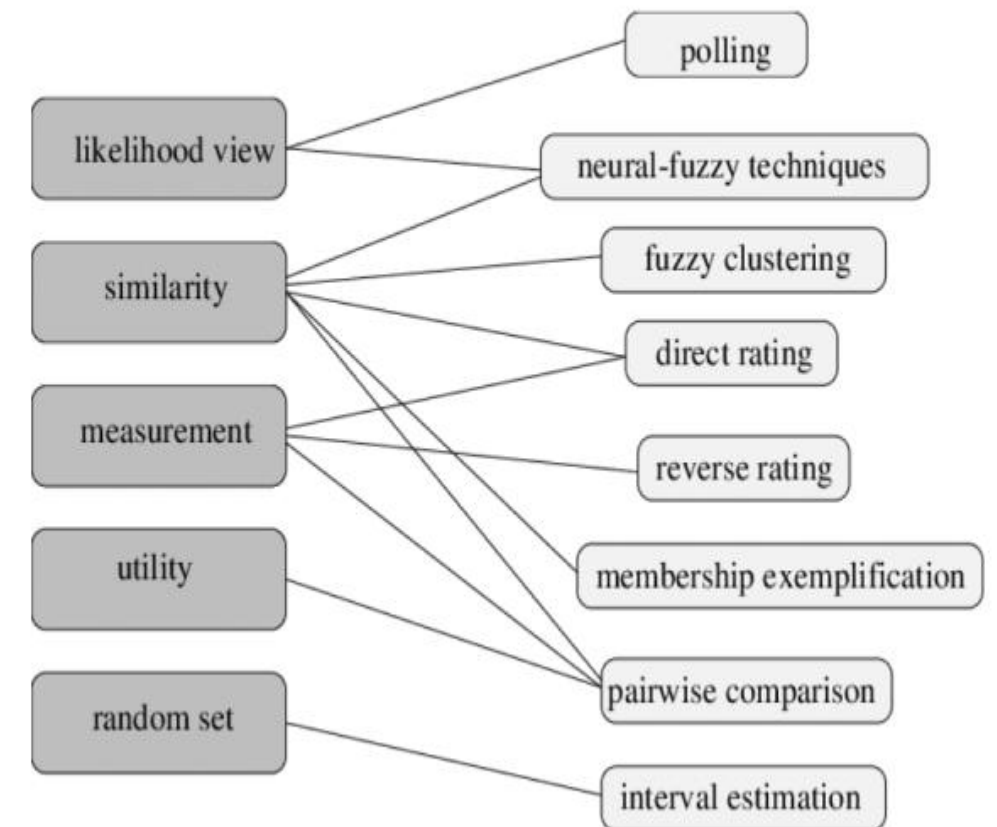 polling
likelihood view
neural-fuzzy techniques
fuzzy clustering
similarity
direct rating
measurement
reverse rating
utility
membership exemplification
pairwise comparison
random set
interval estimation